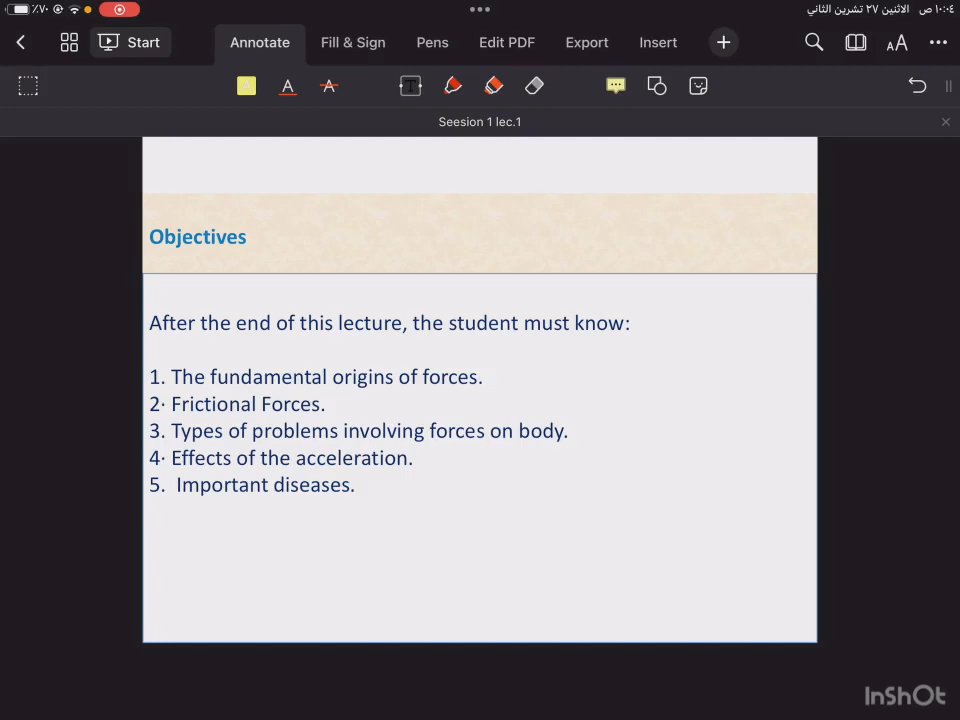 ٪٧٠ ١٠:٠٤ ص الاثنين ٢٧ تشرين الثاني
Start Annotate Fill & Sign Pens Edit PDF Export Insert AA
A A A T
Seesion 1 lec.1
Objectives
After the end of this lecture, the student must know:
1. The fundamental origins of forces.
2· Frictional Forces.
3. Types of problems involving forces on body.
4· Effects of the acceleration.
5. Important diseases.
InShOt